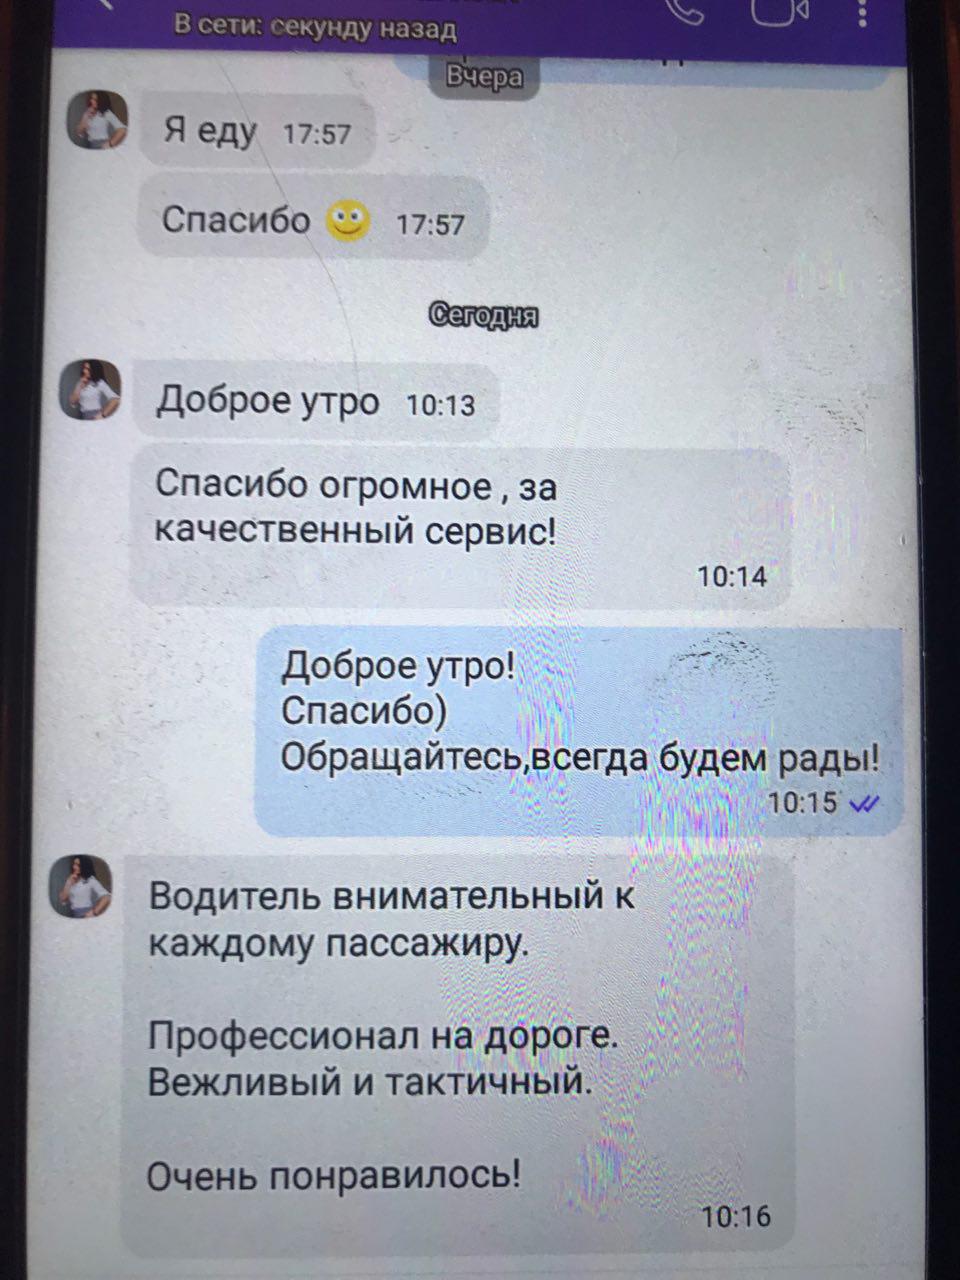 В сети: секунду назад
Вчера
Я еду 17:57
Спасибо 17:57
Сегодня
Доброе утро 10:13
Спасибо огромное , за
качественный сервис!
10:14
Доброе утро!
Спасибо)
Обращайтесь,всегда будем рады!
10:15
Водитель внимательный к
каждому пассажиру.
Профессионал на дороге.
Вежливый и тактичный.
Очень понравилось!
10:16